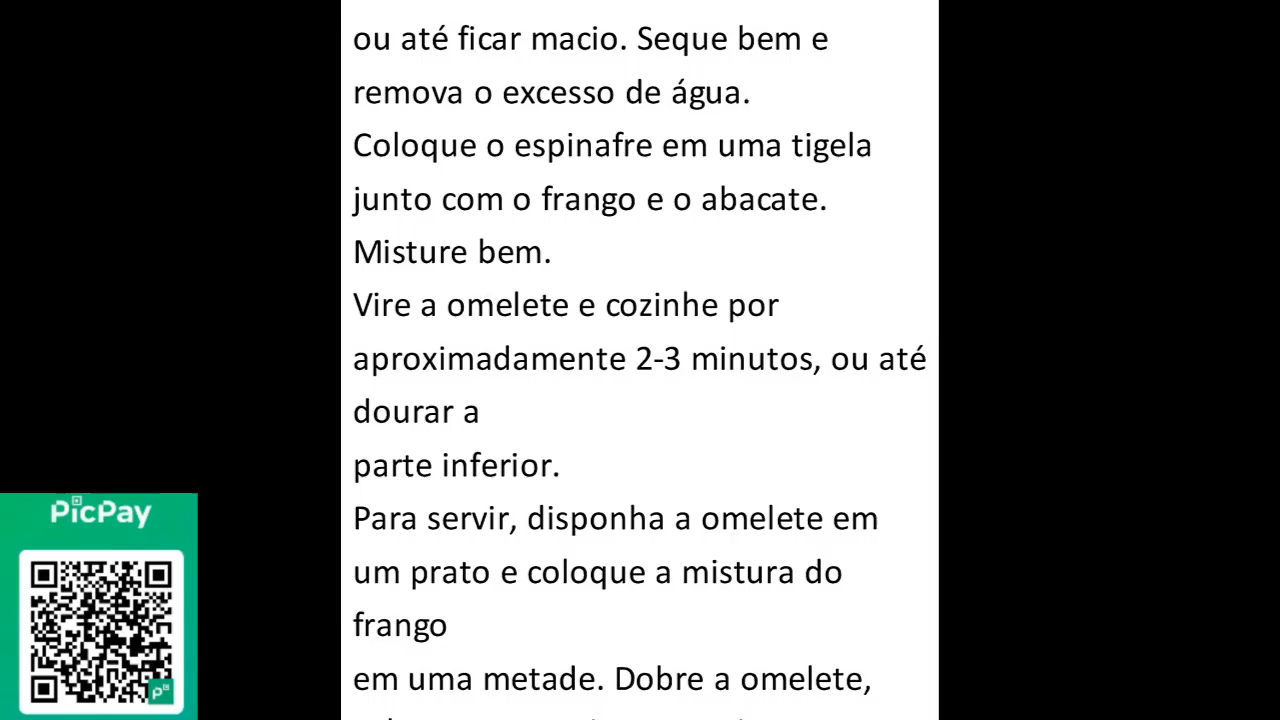 ou até ficar macio. Seque bem e
remova o excesso de água.
Coloque o espinafre em uma tigela
junto com o frango e o abacate.
Misture bem.
Vire a omelete e cozinhe por
aproximadamente 2-3 minutos, ou até
dourar a
parte inferior.
Para servir, disponha a omelete em
um prato e coloque a mistura do
frango
em uma metade. Dobre a omelete,
PicPay